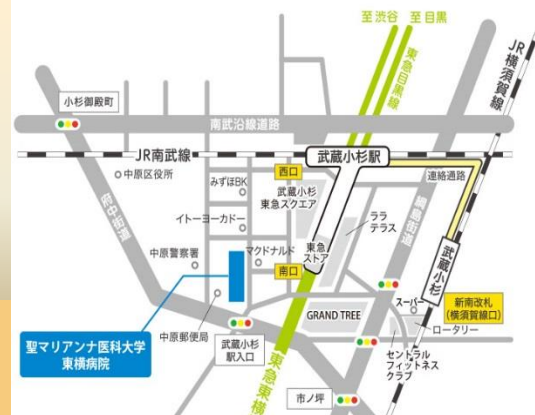 至渋谷 至目黒
東急目黒線
JR横須賀線
小杉御殿町
南武沿線道路
JR南武線
武蔵小杉駅
中原区役所
みずほBK
西口
連絡通路
武蔵小杉
東急スクエア
府中街道
イトーヨーカドー
ララ
テラス
綱島街道
武蔵小杉
中原警察署
マクドナルド
東急
ストア
南口
スーパー
新南改札
(横須賀線口)
GRAND TREE
ロータリー
中原郵便局
聖マリアンナ医科大学
東横病院
武蔵小杉
駅入口
セントラル
フィットネス
クラブ
東急東横
市ノ坪